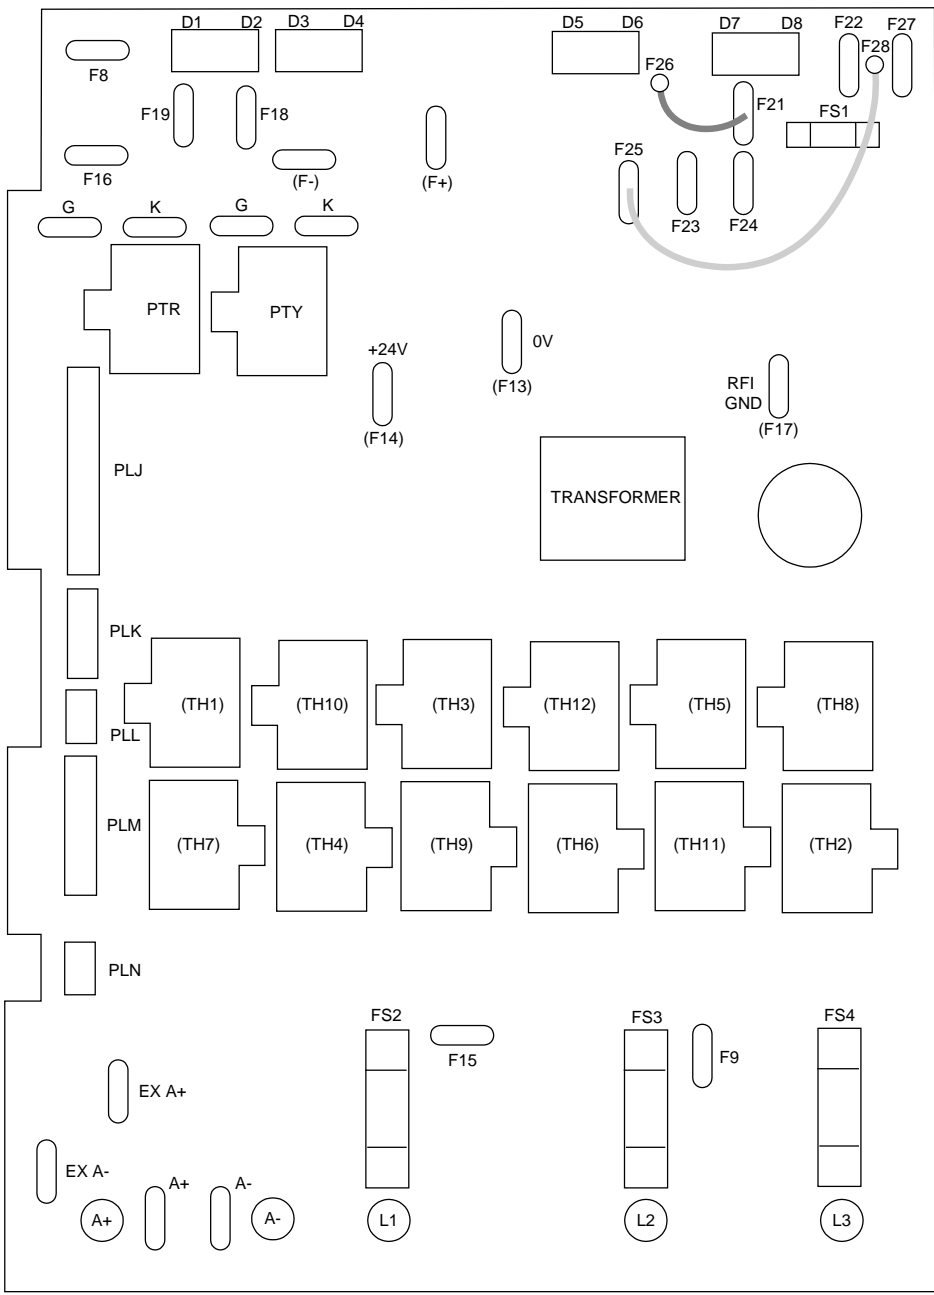 D1 D2 D3 D4
D5 D6
D7 D8
F22 F27
F8
F26
F28
F19 F18
F21
FS1
F16
(F-)
(F+)
F25
F23 F24
G K G K
PTR
PTY
+24V
(F14)
0V
(F13)
RFI
GND
(F17)
PLJ
TRANSFORMER
PLK
(TH1) (TH10) (TH3) (TH12) (TH5) (TH8)
PLL
PLM
(TH7) (TH4) (TH9) (TH6) (TH11) (TH2)
PLN
FS2
F15
FS3
F9
FS4
EX A+
EX A-
A+ A-
A+ A- L1 L2 L3